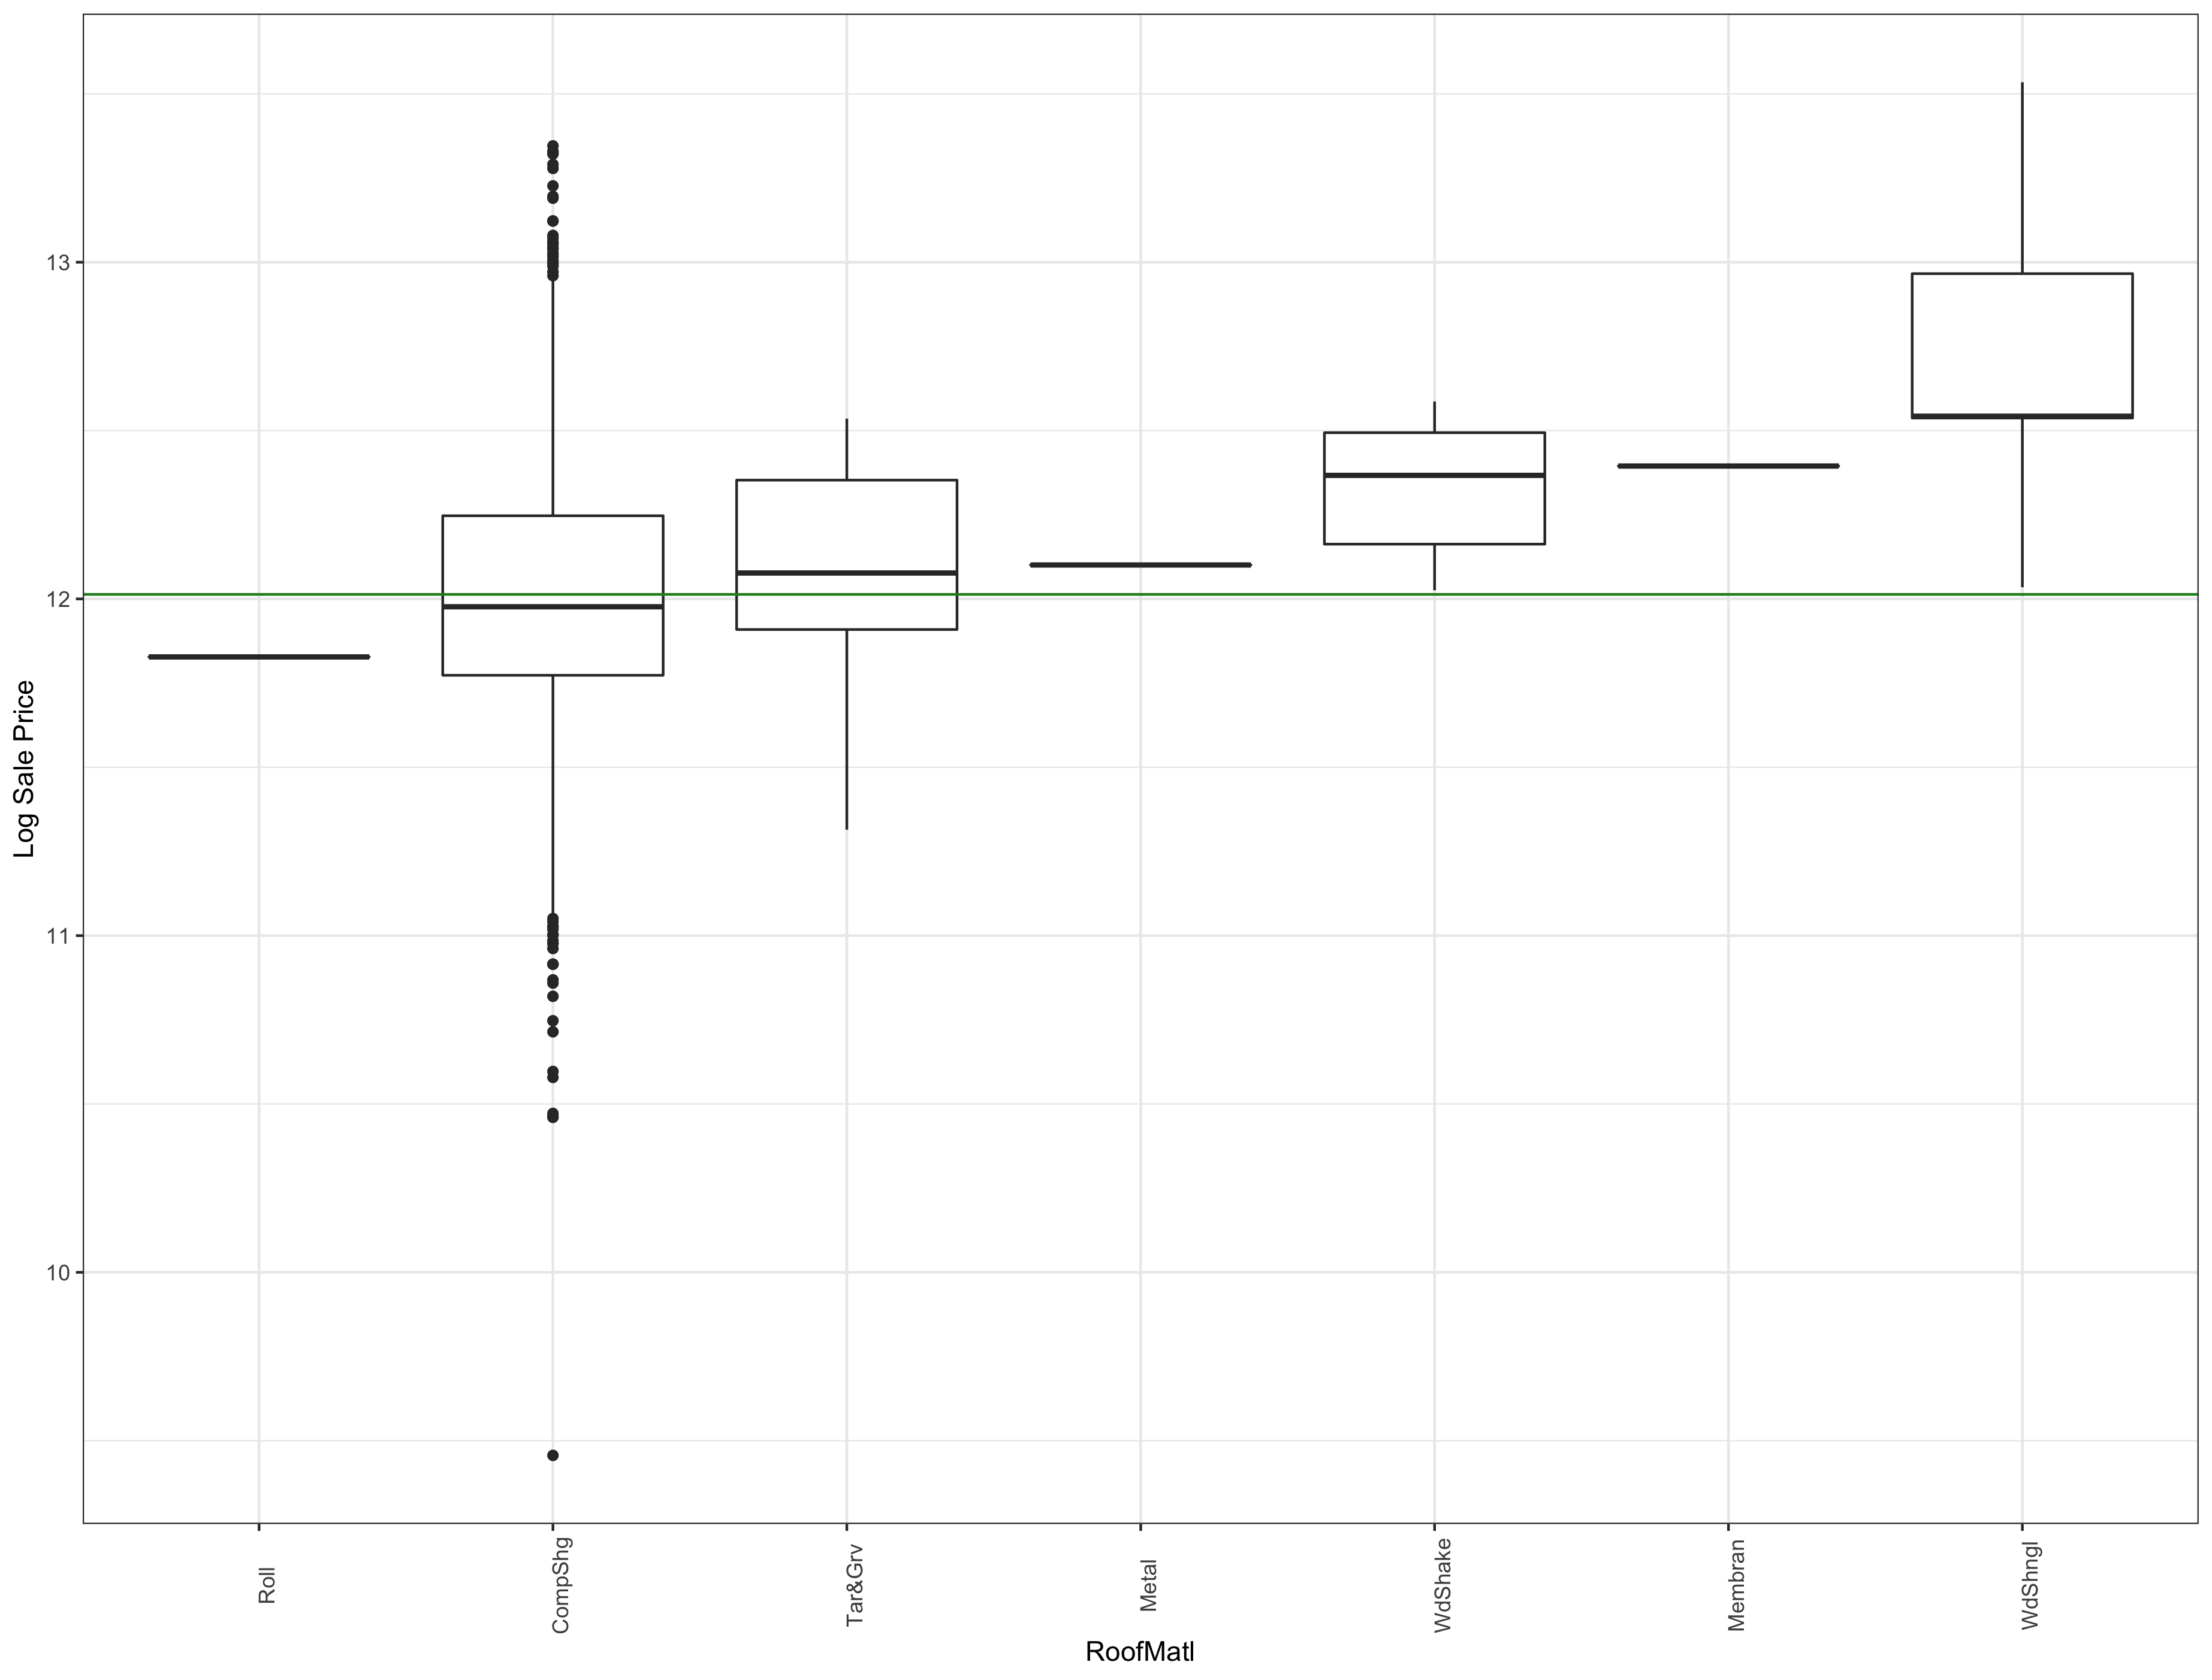 Log Sale Price
13
12
11
10
Roll
CompShg
Tar&Grv
Metal
WdShake
Membran
WdShngl
RoofMatl